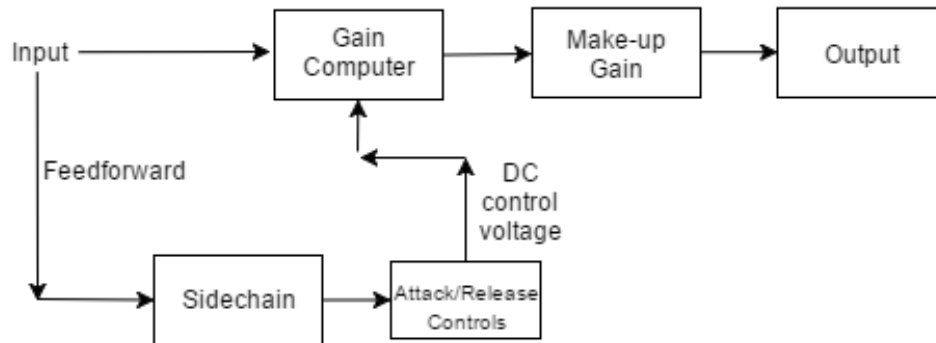 Input
Gain
Computer
Make-up
Gain
Output
Feedforward
DC
control
voltage
Sidechain
Attack/Release
Controls